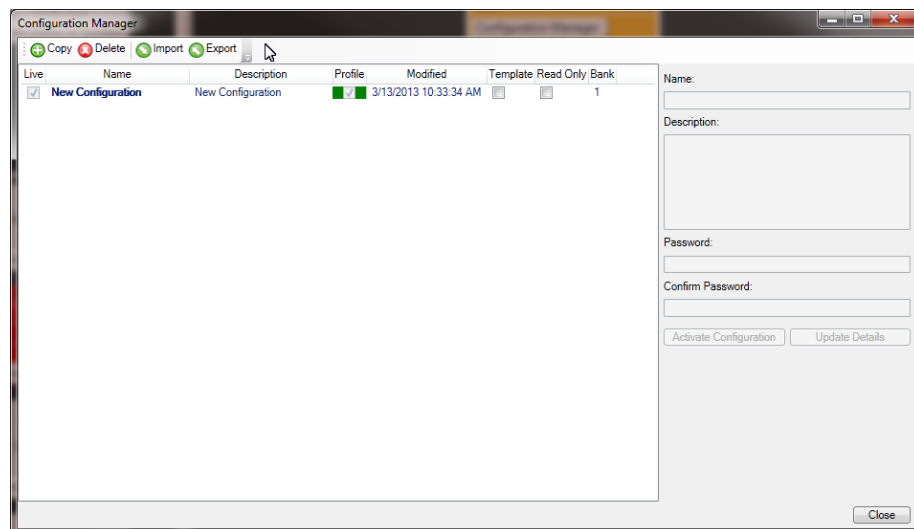 Configuration Manager
Configuration Manager
Copy Delete Import Export
Live Name Description Profile Modified Template Read Only Bank
New Configuration New Configuration 3/13/2013 10:33:34 AM 1
Name:
Description:
Password:
Confirm Password:
Activate Configuration Update Details
Close